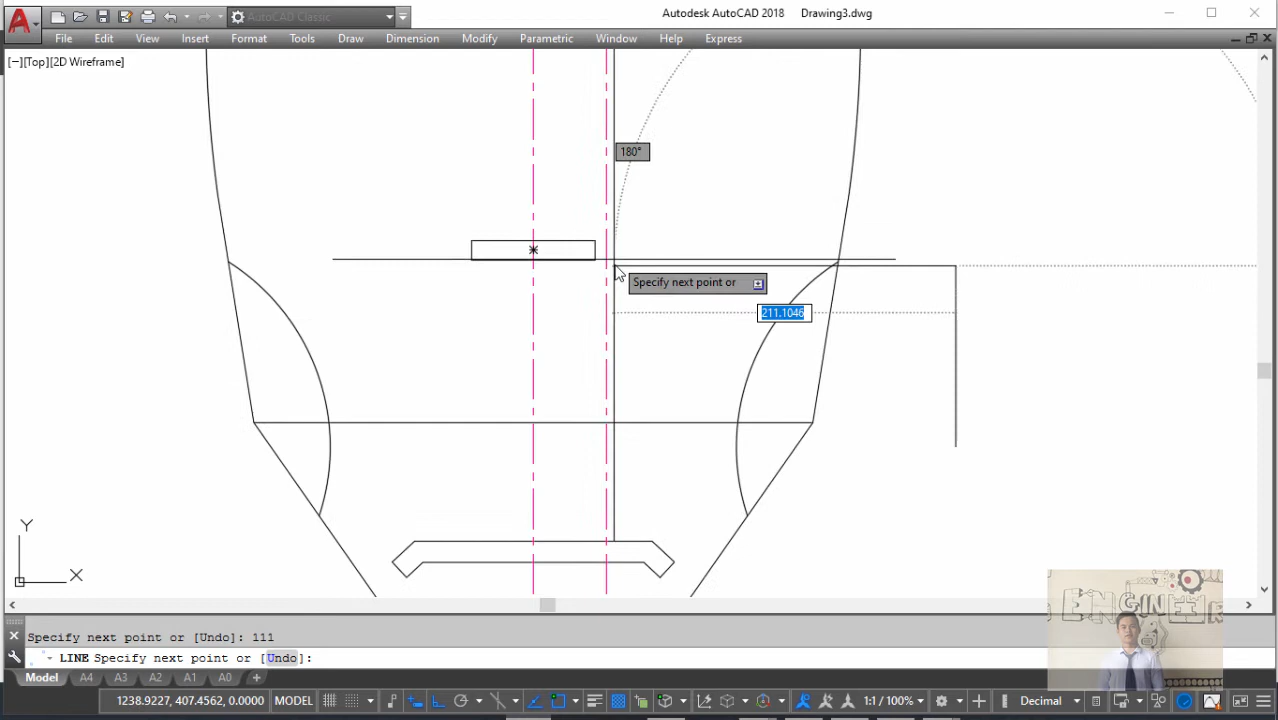 AutoCAD Classic
Autodesk AutoCAD 2018 Drawing3.dwg
File Edit View Insert Format Tools Draw Dimension Modify Parametric Window Help Express
[−][Top][2D Wireframe]
180°
Specify next point or
211.1046
Y
X
ENGINEER
Specify next point or [Undo]: 111
LINE Specify next point or [Undo]:
Model A4 A3 A2 A1 A0 +
1238.9227, 407.4562, 0.0000 MODEL 1:1 / 100% Decimal